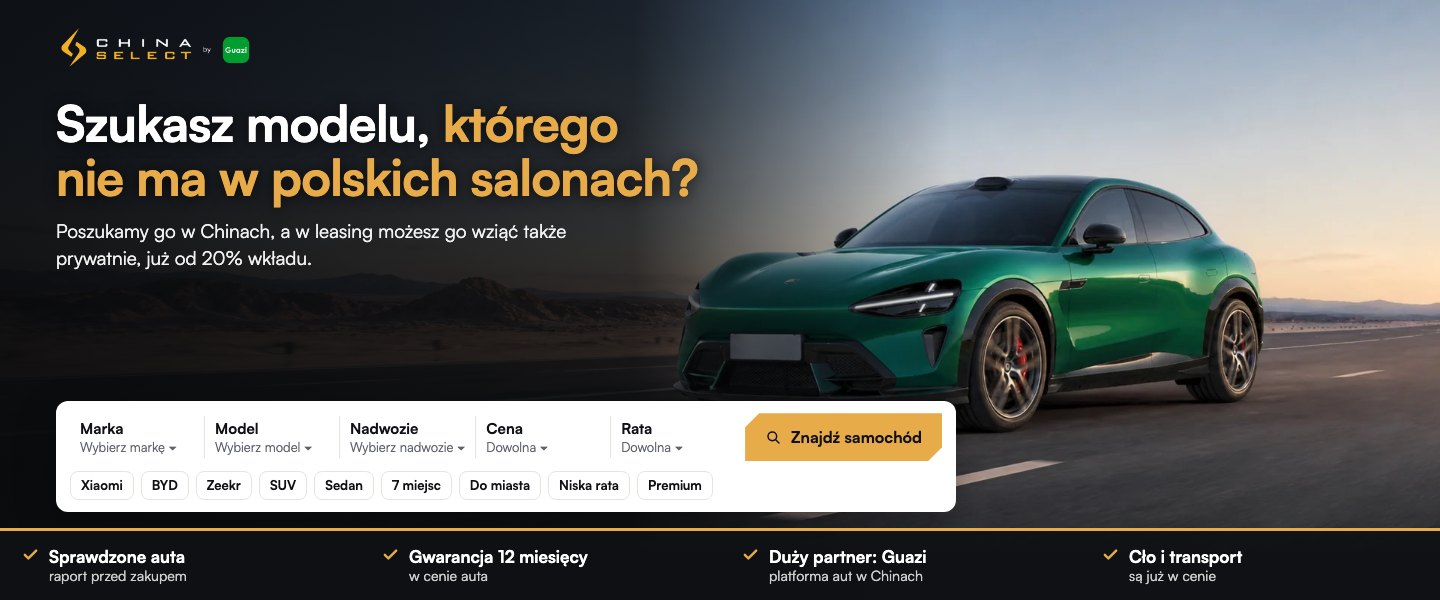 CHINA
SELECT
by
Guazi
Szukasz modelu, którego
nie ma w polskich salonach?
Poszukamy go w Chinach, a w leasing możesz go wziąć także
prywatnie, już od 20% wkładu.
Marka
Wybierz markę
Model
Wybierz model
Nadwozie
Wybierz nadwozie
Cena
Dowolna
Rata
Dowolna
Znajdź samochód
Xiaomi
BYD
Zeekr
SUV
Sedan
7 miejsc
Do miasta
Niska rata
Premium
Sprawdzone auta
raport przed zakupem
Gwarancja 12 miesięcy
w cenie auta
Duży partner: Guazi
platforma aut w Chinach
Cło i transport
są już w cenie